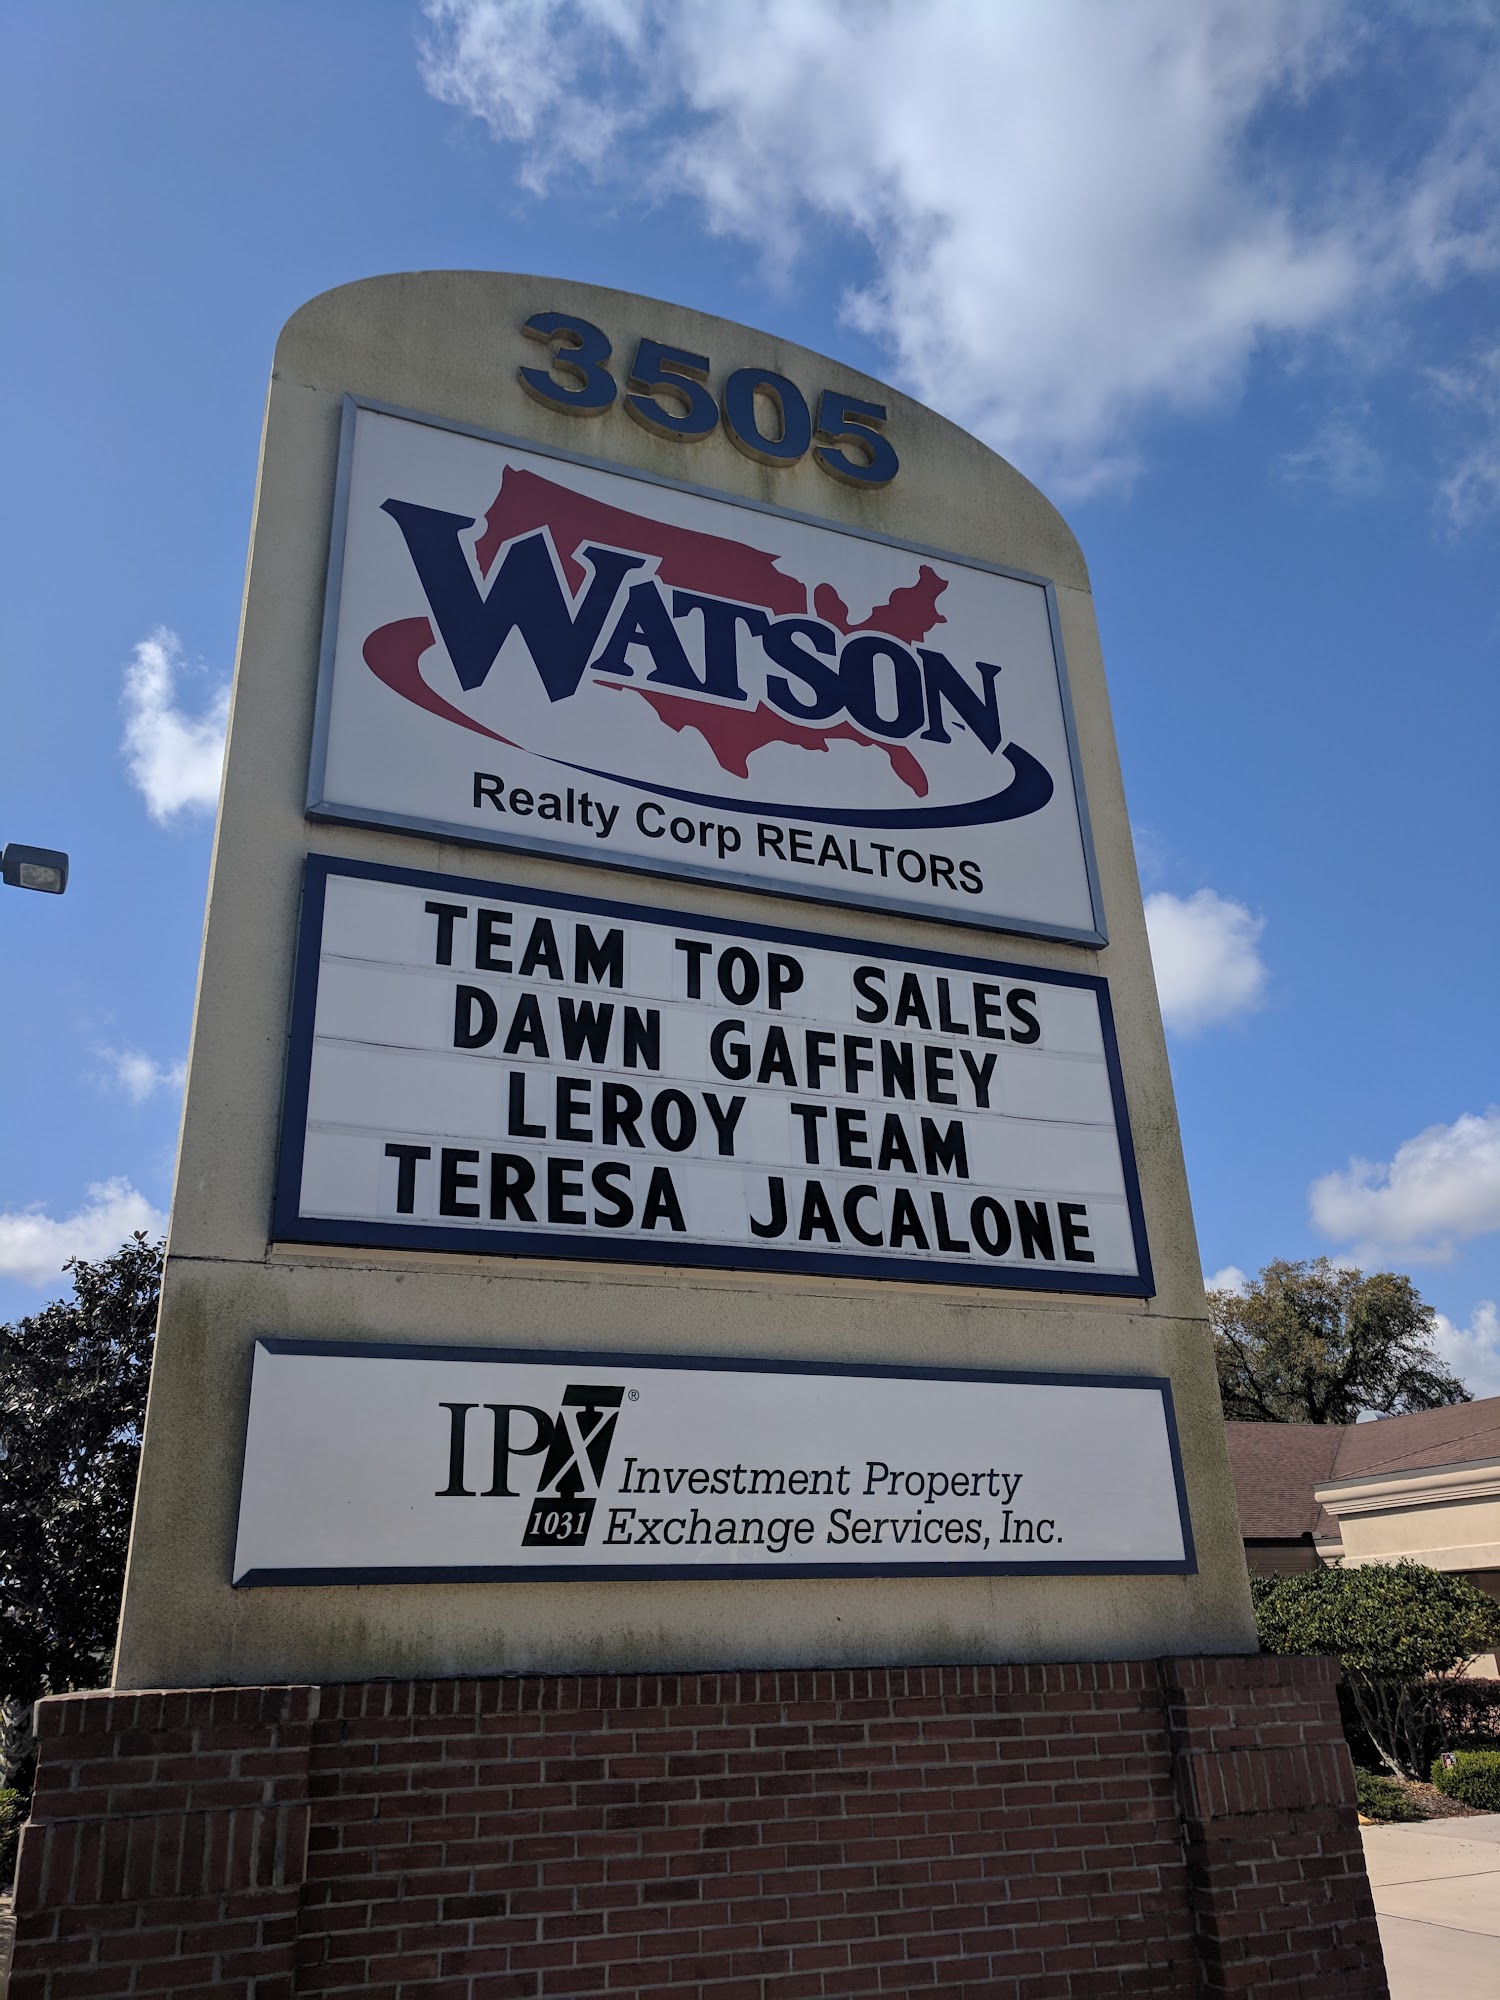 3505
WATSON
Realty Corp REALTORS
TEAM TOP SALES
DAWN GAFFNEY
LEROY TEAM
TERESA JACALONE
IPX®
1031
Investment Property
Exchange Services, Inc.